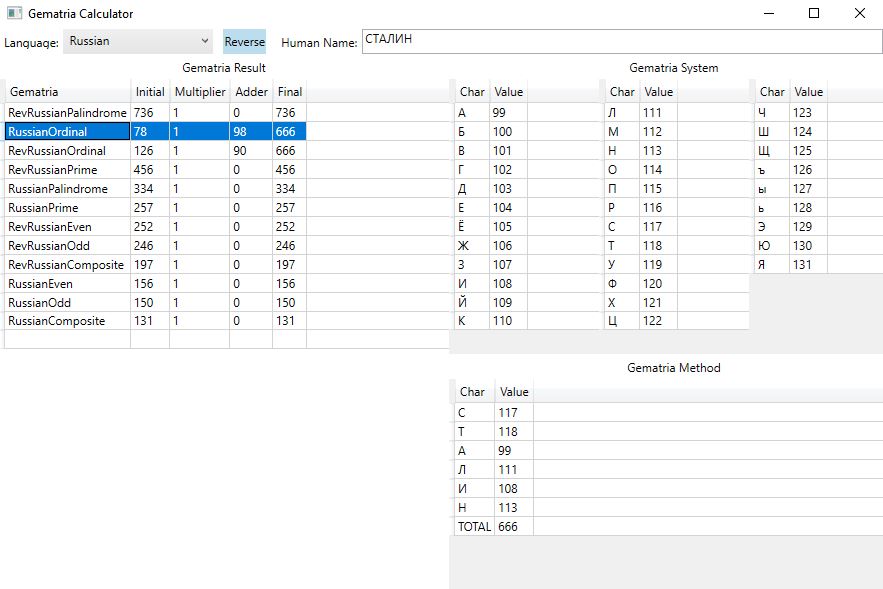 Gematria Calculator
Language: Russian Reverse Human Name: СТАЛИН
Gematria Result
Gematria Initial Multiplier Adder Final
RevRussianPalindrome 736 1 0 736
RussianOrdinal 78 1 98 666
RevRussianOrdinal 126 1 90 666
RevRussianPrime 456 1 0 456
RussianPalindrome 334 1 0 334
RussianPrime 257 1 0 257
RevRussianEven 252 1 0 252
RevRussianOdd 246 1 0 246
RevRussianComposite 197 1 0 197
RussianEven 156 1 0 156
RussianOdd 150 1 0 150
RussianComposite 131 1 0 131
Gematria System
Char Value Char Value Char Value
А 99 Л 111 Ч 123
Б 100 М 112 Ш 124
В 101 Н 113 Щ 125
Г 102 О 114 ъ 126
Д 103 П 115 ы 127
Е 104 Р 116 ь 128
Ё 105 С 117 Э 129
Ж 106 Т 118 Ю 130
З 107 У 119 Я 131
И 108 Ф 120
Й 109 Х 121
К 110 Ц 122
Gematria Method
Char Value
С 117
Т 118
А 99
Л 111
И 108
Н 113
TOTAL 666